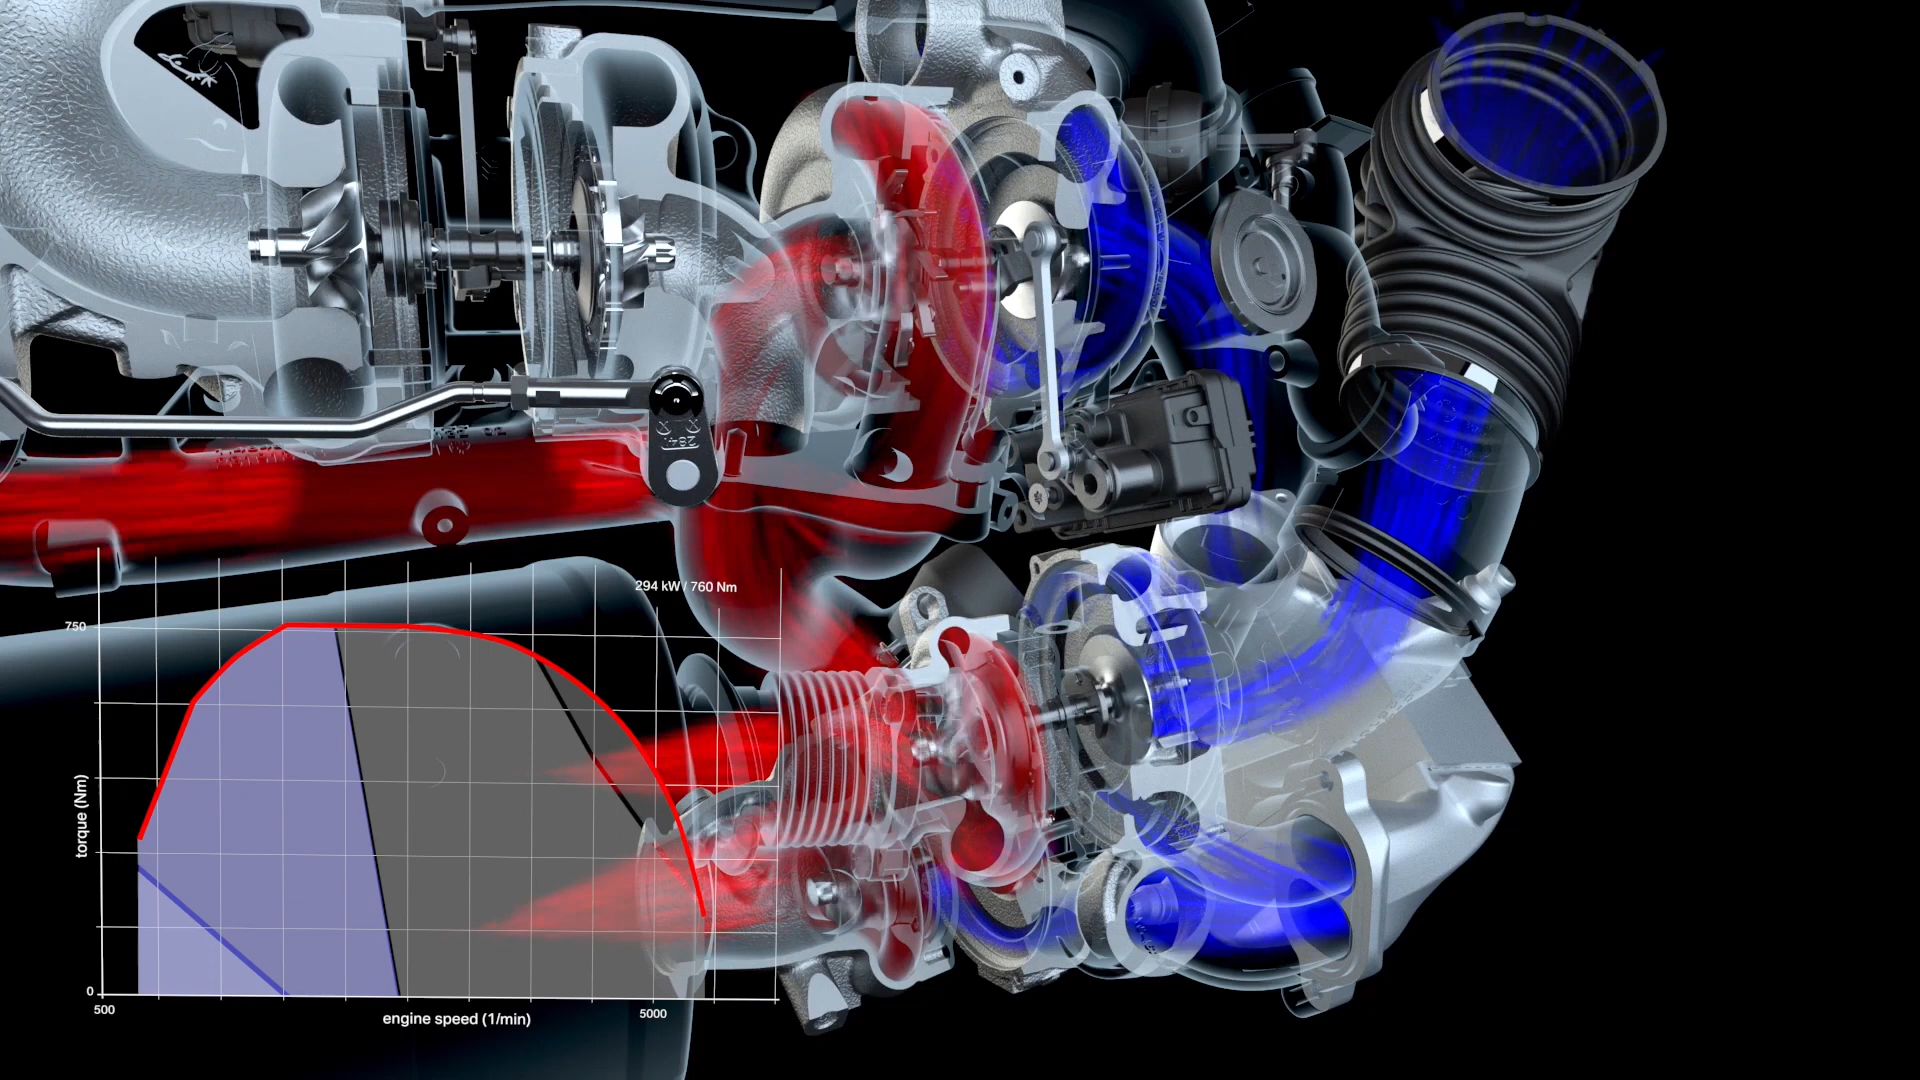 294 kW / 760 Nm
750
torque (Nm)
0
500
5000
engine speed (1/min)